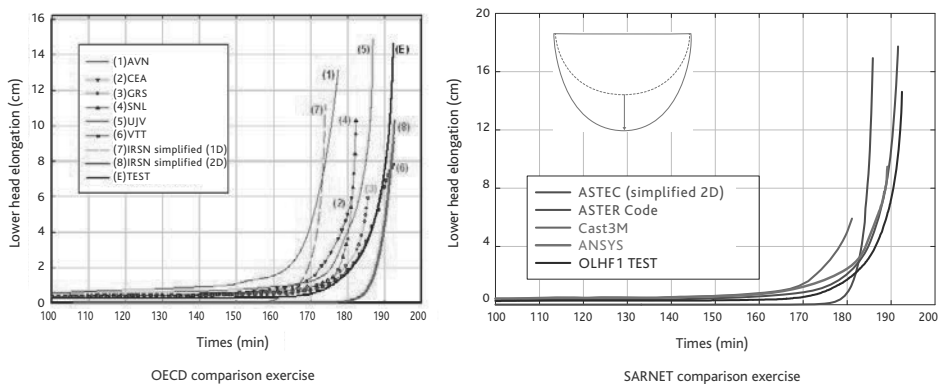 16
14
12
10
8
6
4
2
0
Lower head elongation (cm)
(1)AVN
(2)CEA
(3)GRS
(4)SNL
(5)UJV
(6)VTT
(7)IRSN simplified (1D)
(8)IRSN simplified (2D)
(E)TEST
(1)
(7)
(5)
(E)
(4)
(8)
(6)
(3)
(2)
100 110 120 130 140 150 160 170 180 190 200
Times (min)
OECD comparison exercise
20
16
12
8
4
0
Lower head elongation (cm)
ASTEC (simplified 2D)
ASTER Code
Cast3M
ANSYS
OLHF1 TEST
100 110 120 130 140 150 160 170 180 190 200
Times (min)
SARNET comparison exercise